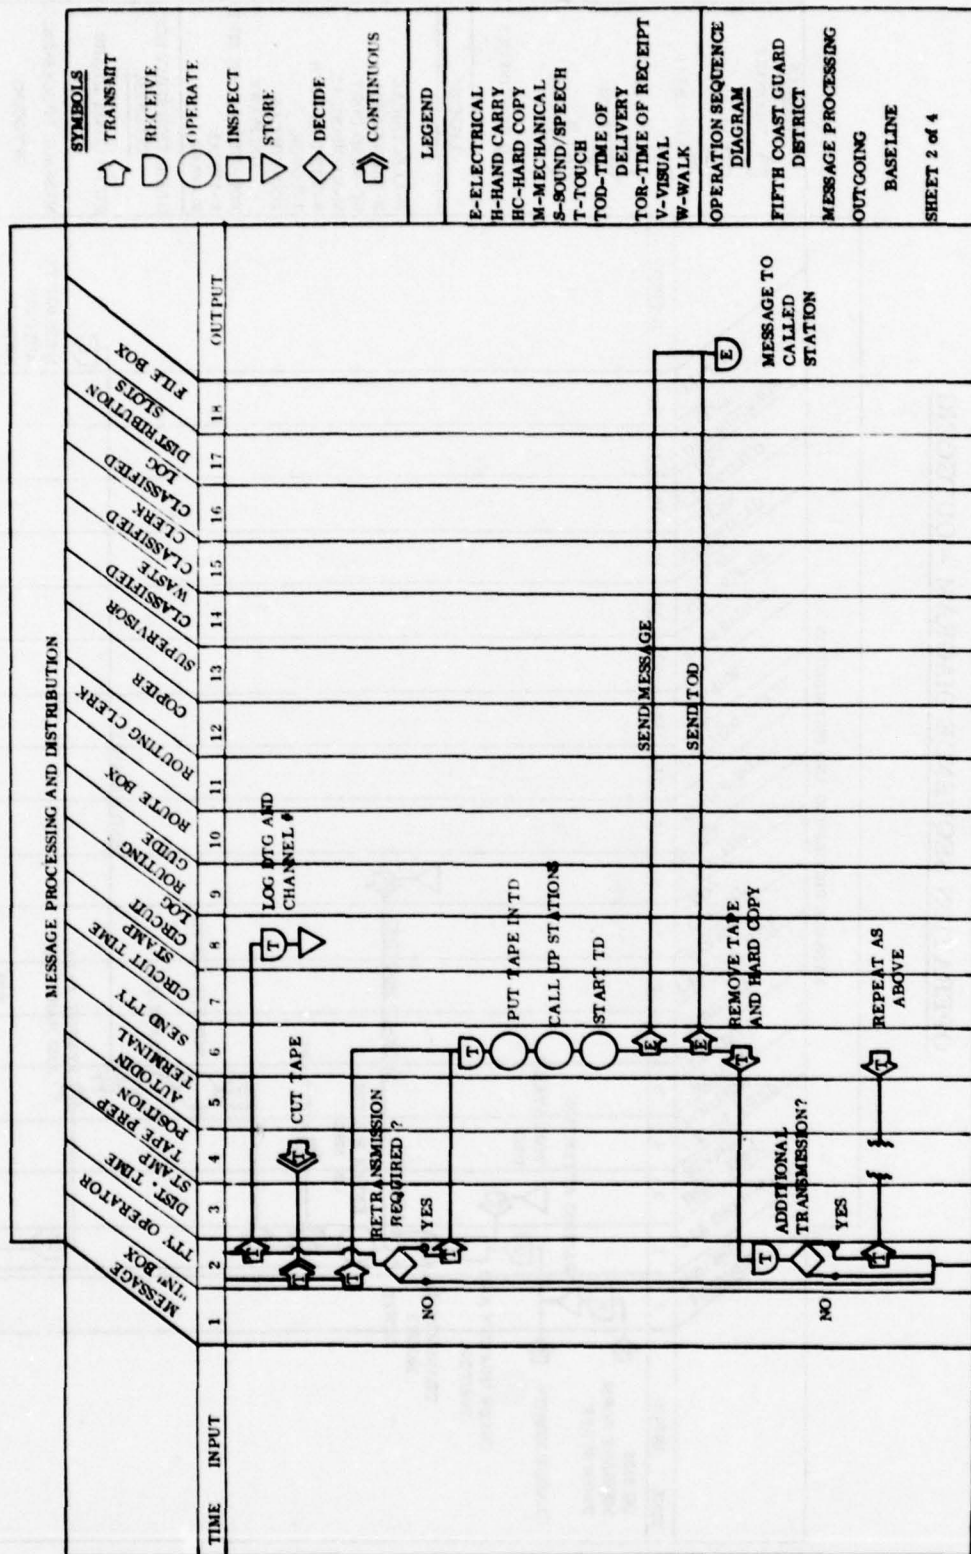 MESSAGE PROCESSING AND DISTRIBUTION
MESSAGE
"IN" BOX
TTY OPERATOR
DIST. TIME
STAMP
TAPE PREP
POSITION
AUTODIN
TERMINAL
SEND TTY
CIRCUIT TIME
STAMP
CIRCUIT
LOG
ROUTING
GUIDE
ROUTE BOX
ROUTING CLERK
COPIER
SUPERVISOR
CLASSIFIED
WASTE
CLASSIFIED
CLERK
CLASSIFIED
LOG
DISTRIBUTION
SLOTS
FILE BOX
TIME INPUT 1 2 3 4 5 6 7 8 9 10 11 12 13 14 15 16 17 18 OUTPUT
T
T
LOG DTG AND
CHANNEL #
T
T
CUT TAPE
T
RETRANSMISSION
REQUIRED ?
NO
YES
T
T
PUT TAPE IN TD
CALL UP STATIONS
START TD
E
SEND MESSAGE
E
SEND TOD
E
MESSAGE TO
CALLED
STATION
T
REMOVE TAPE
AND HARD COPY
T
ADDITIONAL
TRANSMISSION?
NO
YES
T
T
REPEAT AS
ABOVE
SYMBOLS
TRANSMIT
RECEIVE
OPERATE
INSPECT
STORE
DECIDE
CONTINUOUS
LEGEND
E-ELECTRICAL
H-HAND CARRY
HC-HARD COPY
M-MECHANICAL
S-SOUND/SPEECH
T-TOUCH
TOD-TIME OF
DELIVERY
TOR-TIME OF RECEIPT
V-VISUAL
W-WALK
OPERATION SEQUENCE
DIAGRAM
FIFTH COAST GUARD
DISTRICT
MESSAGE PROCESSING
OUTGOING
BASELINE
SHEET 2 of 4